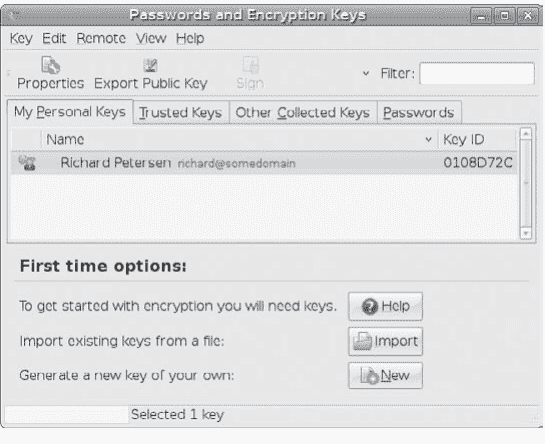 Passwords and Encryption Keys
Key Edit Remote View Help
Properties Export Public Key Sign Filter:
My Personal Keys Trusted Keys Other Collected Keys Passwords
Name Key ID
Richard Petersen richard@somedomain 0108D72C
First time options:
To get started with encryption you will need keys. Help
Import existing keys from a file: Import
Generate a new key of your own: New
Selected 1 key